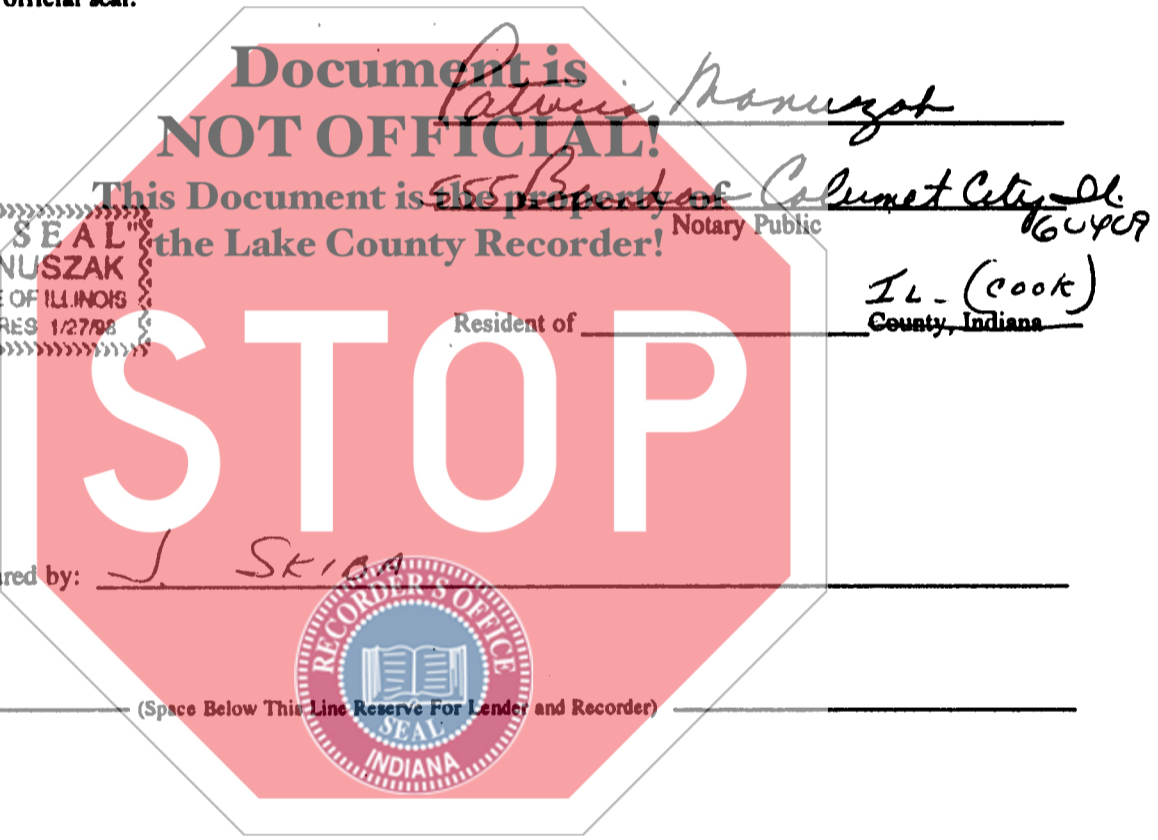 official seal.
Document is
NOT OFFICIAL!
This Document is the property of
the Lake County Recorder!
Patricia Manuszak
555 Calumet City Il.
60409
Notary Public
SEAL"
NUSZAK
OF ILLINOIS
RES 1/27/98
IL - (COOK)
Resident of County, Indiana
STOP
red by: J. SKIBA
RECORDER'S OFFICE
SEAL
INDIANA
(Space Below This Line Reserve For Lender and Recorder)